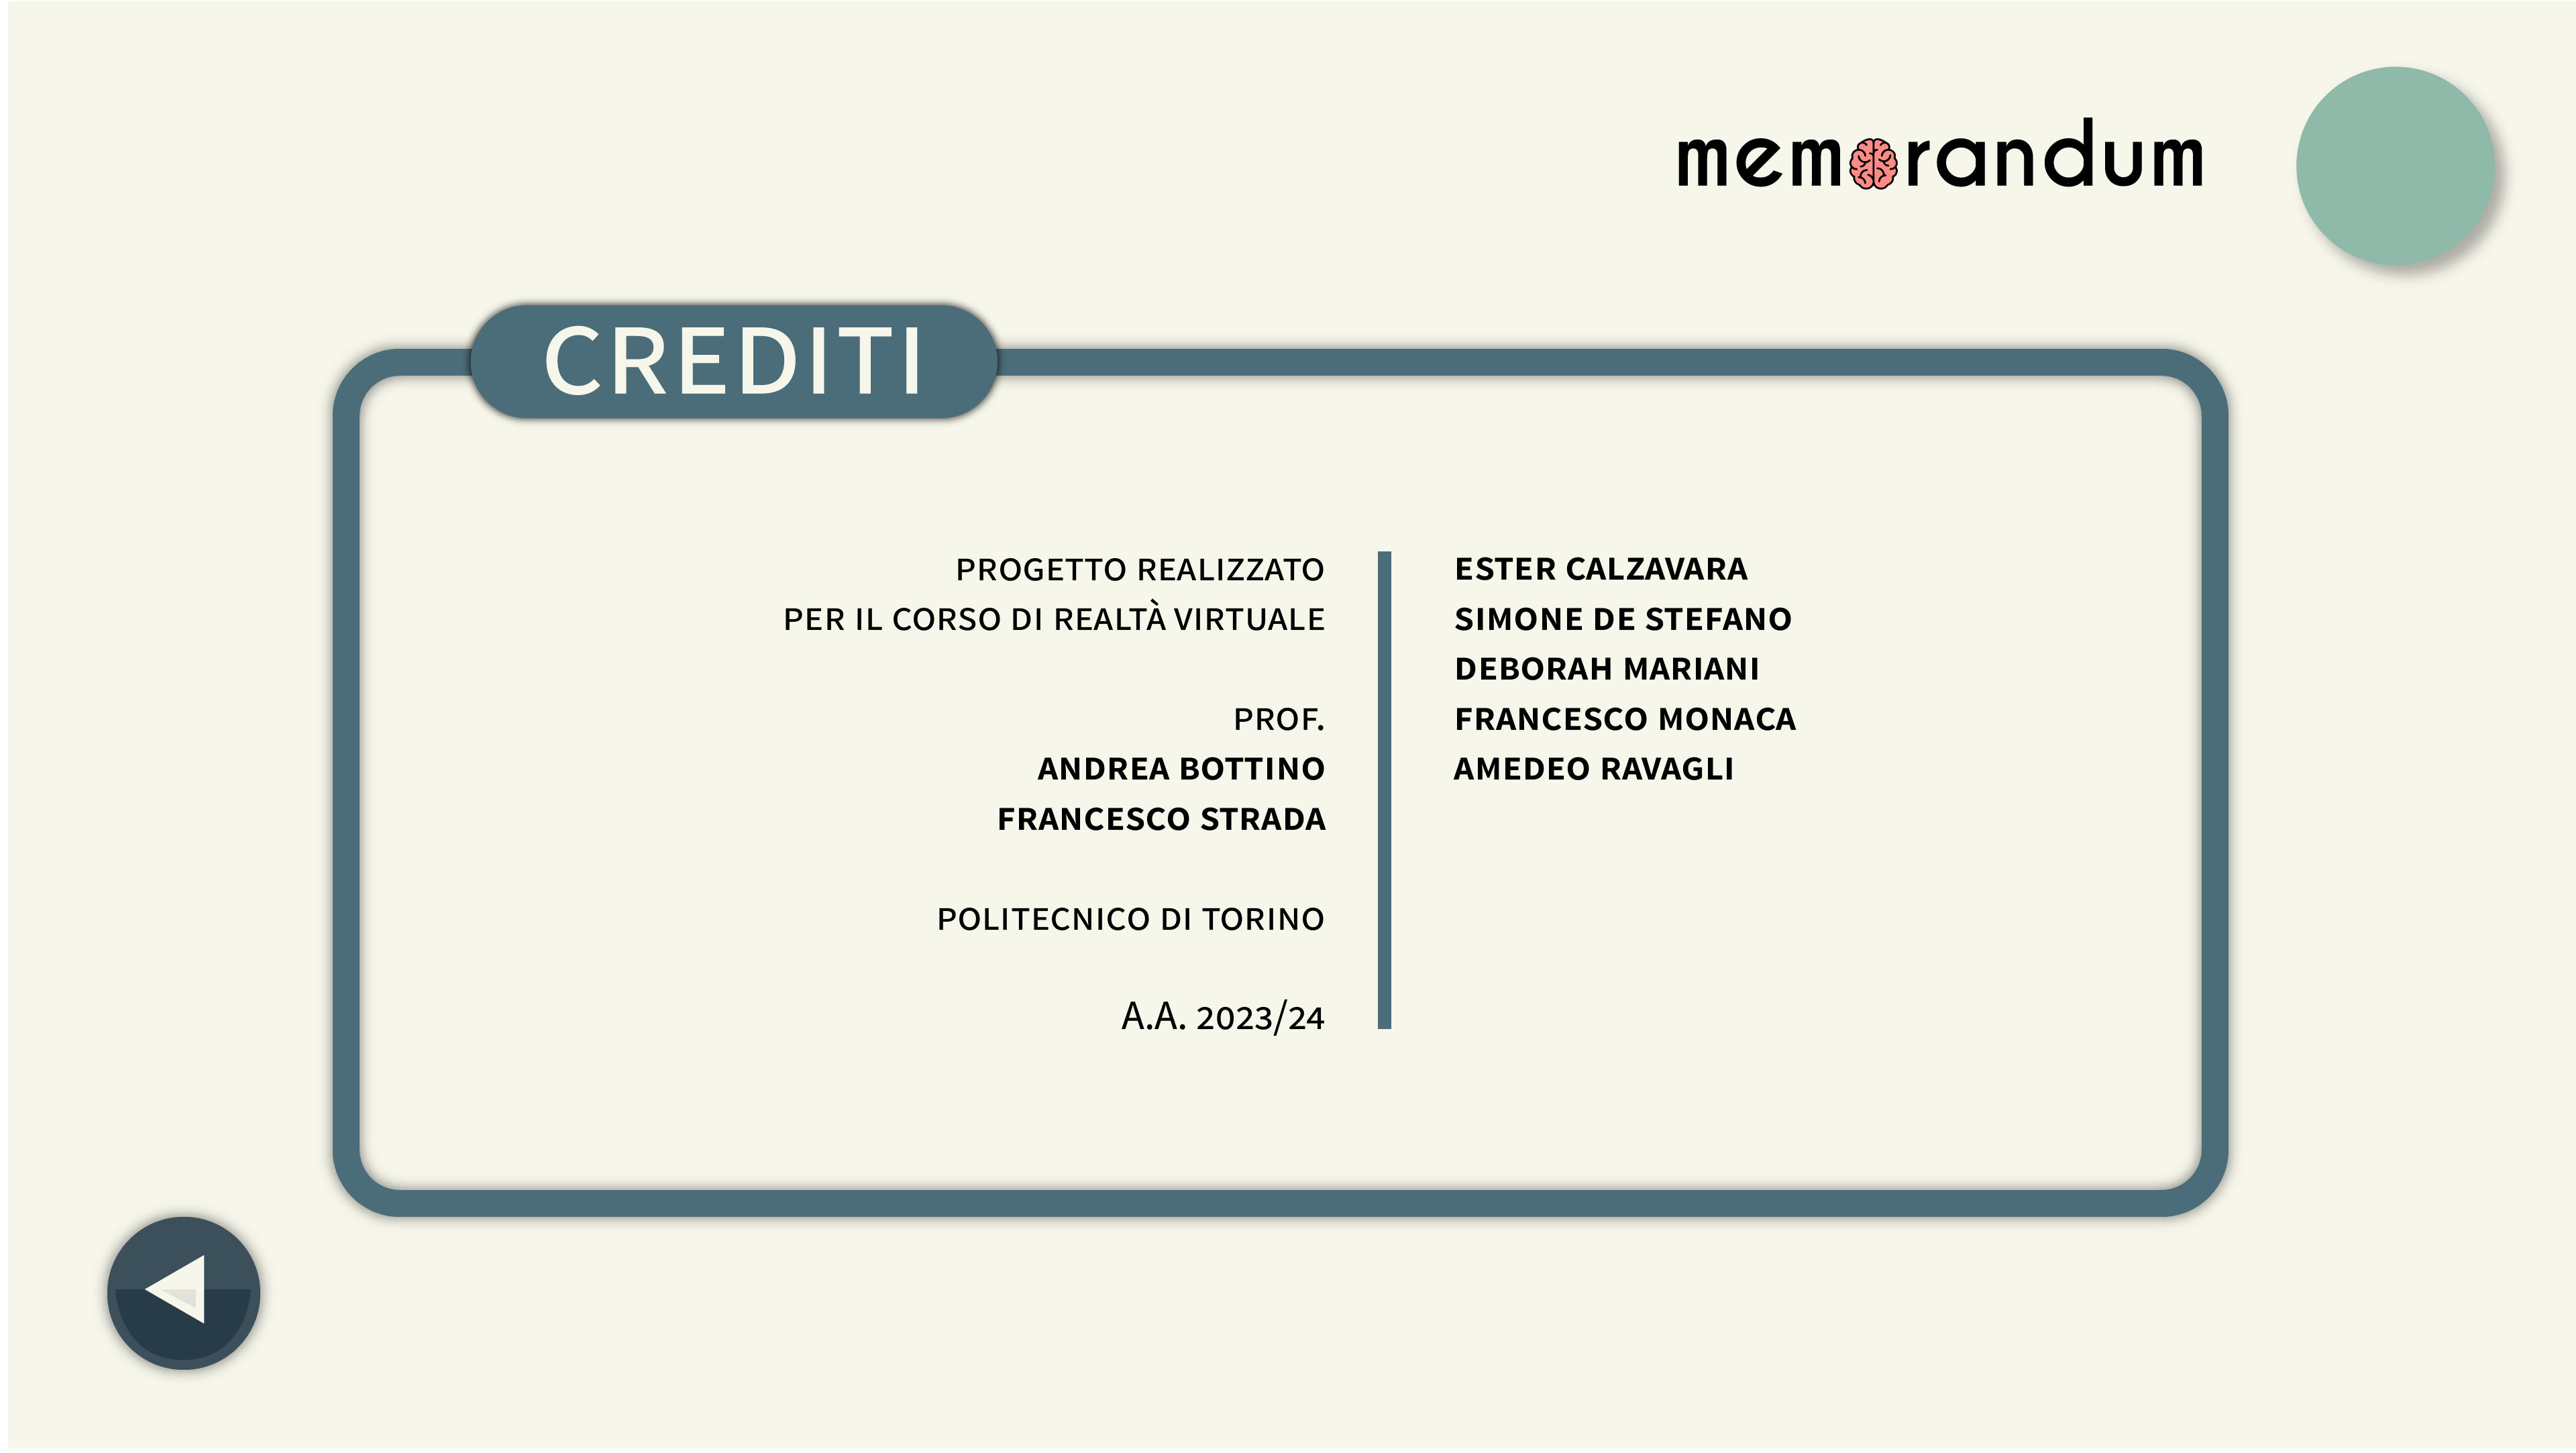 memorandum
CREDITI
PROGETTO REALIZZATO
PER IL CORSO DI REALTÀ VIRTUALE
PROF.
ANDREA BOTTINO
FRANCESCO STRADA
POLITECNICO DI TORINO
A.A. 2023/24
ESTER CALZAVARA
SIMONE DE STEFANO
DEBORAH MARIANI
FRANCESCO MONACA
AMEDEO RAVAGLI